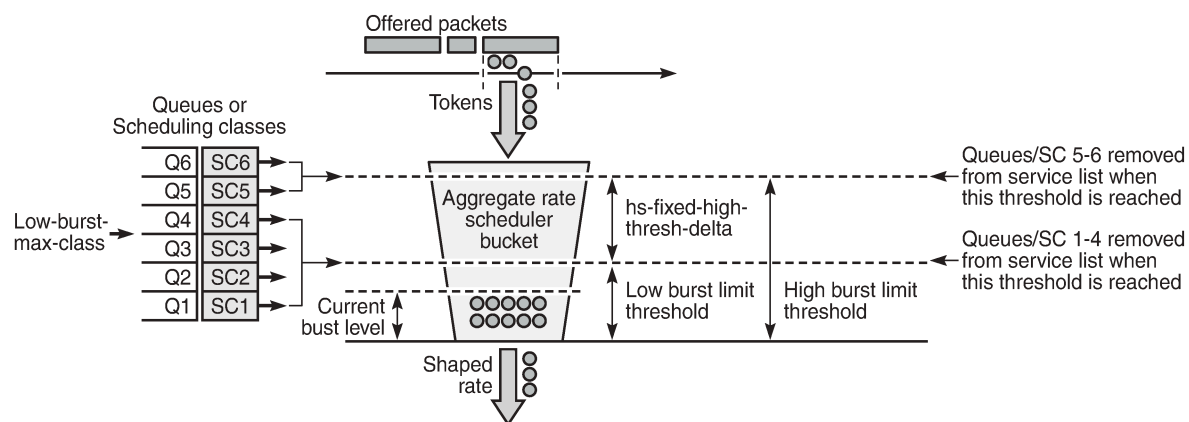 Offered packets
Tokens
Queues or
Scheduling classes
Q6 SC6
Q5 SC5
Q4 SC4
Q3 SC3
Q2 SC2
Q1 SC1
Low-burst-
max-class
Aggregate rate
scheduler
bucket
hs-fixed-high-
thresh-delta
Queues/SC 5-6 removed
from service list when
this threshold is reached
Queues/SC 1-4 removed
from service list when
this threshold is reached
Current
bust level
Low burst limit
threshold
High burst limit
threshold
Shaped
rate